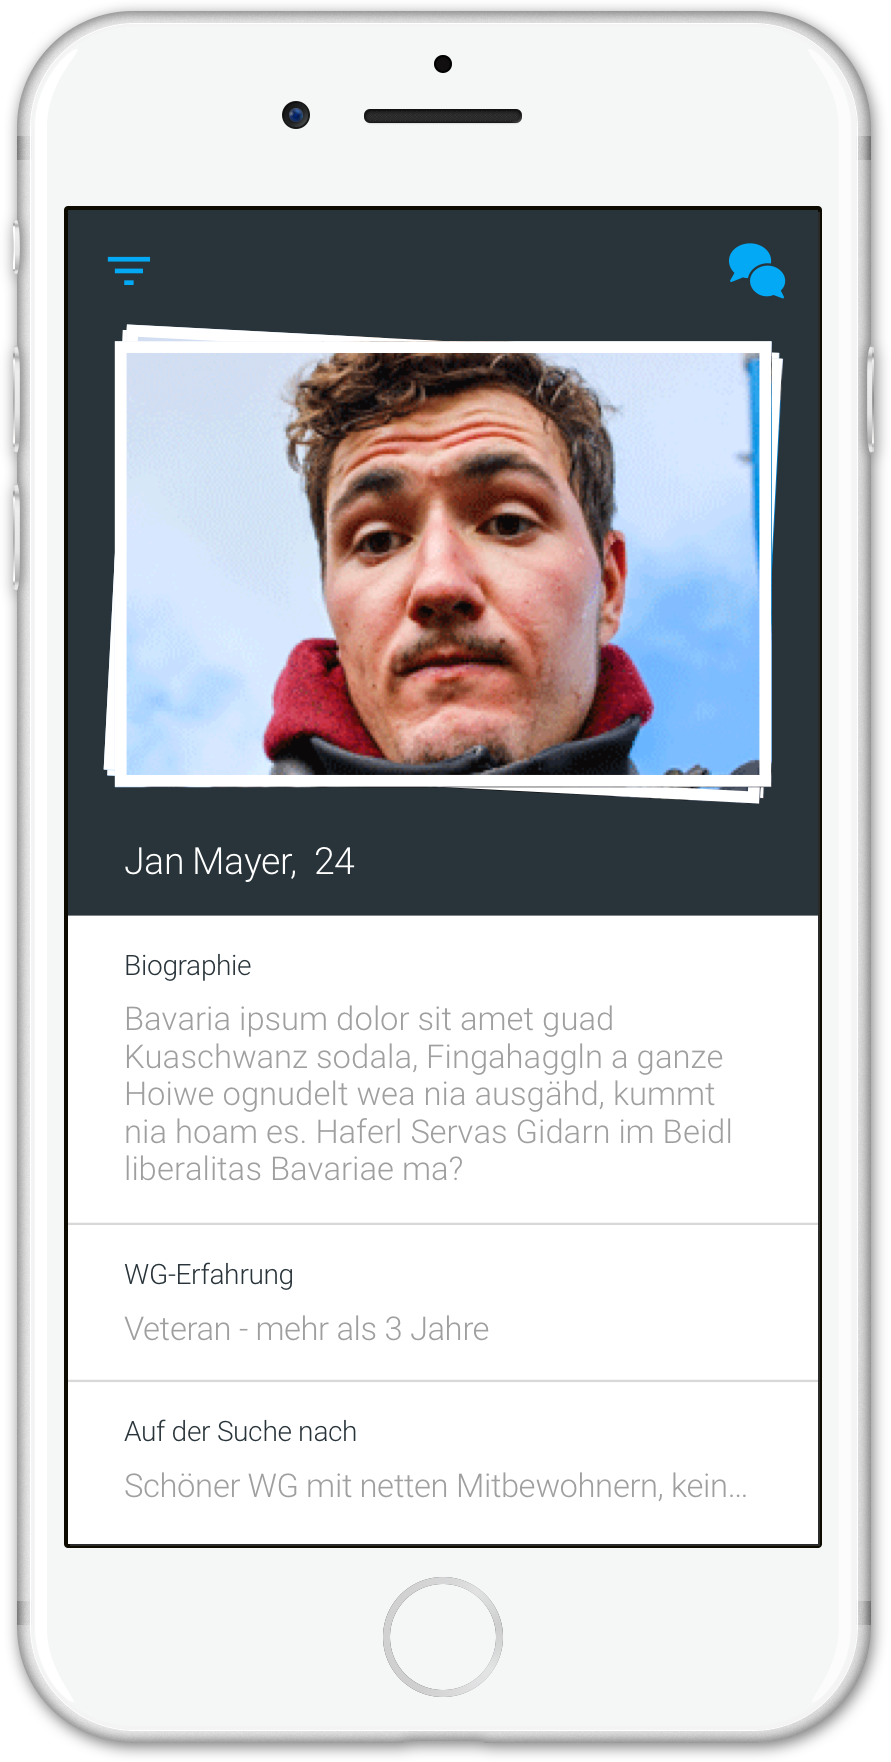 Jan Mayer, 24
Biographie
Bavaria ipsum dolor sit amet guad
Kuaschwanz sodala, Fingahaggln a ganze
Hoiwe ognudelt wea nia ausgähd, kummt
nia hoam es. Haferl Servas Gidarn im Beidl
liberalitas Bavariae ma?
WG-Erfahrung
Veteran - mehr als 3 Jahre
Auf der Suche nach
Schöner WG mit netten Mitbewohnern, kein...